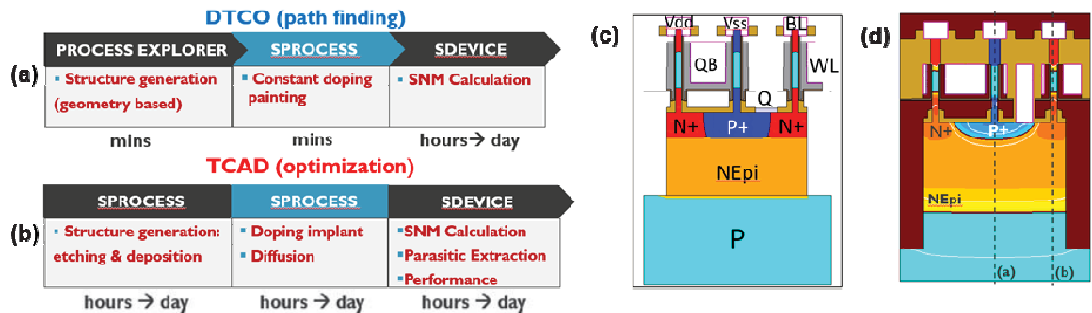 DTCO (path finding)
(a)
PROCESS EXPLORER
SPROCESS
SDEVICE
▪ Structure generation
(geometry based)
▪ Constant doping
painting
▪ SNM Calculation
mins
mins
hours → day
TCAD (optimization)
(b)
SPROCESS
SPROCESS
SDEVICE
▪ Structure generation:
etching & deposition
▪ Doping implant
▪ Diffusion
▪ SNM Calculation
▪ Parasitic Extraction
▪ Performance
hours → day
hours → day
hours → day
(c)
Vdd
Vss
BL
QB
WL
Q
N+
P+
N+
NEpi
P
(d)
N+
P+
NEpi
(a)
(b)